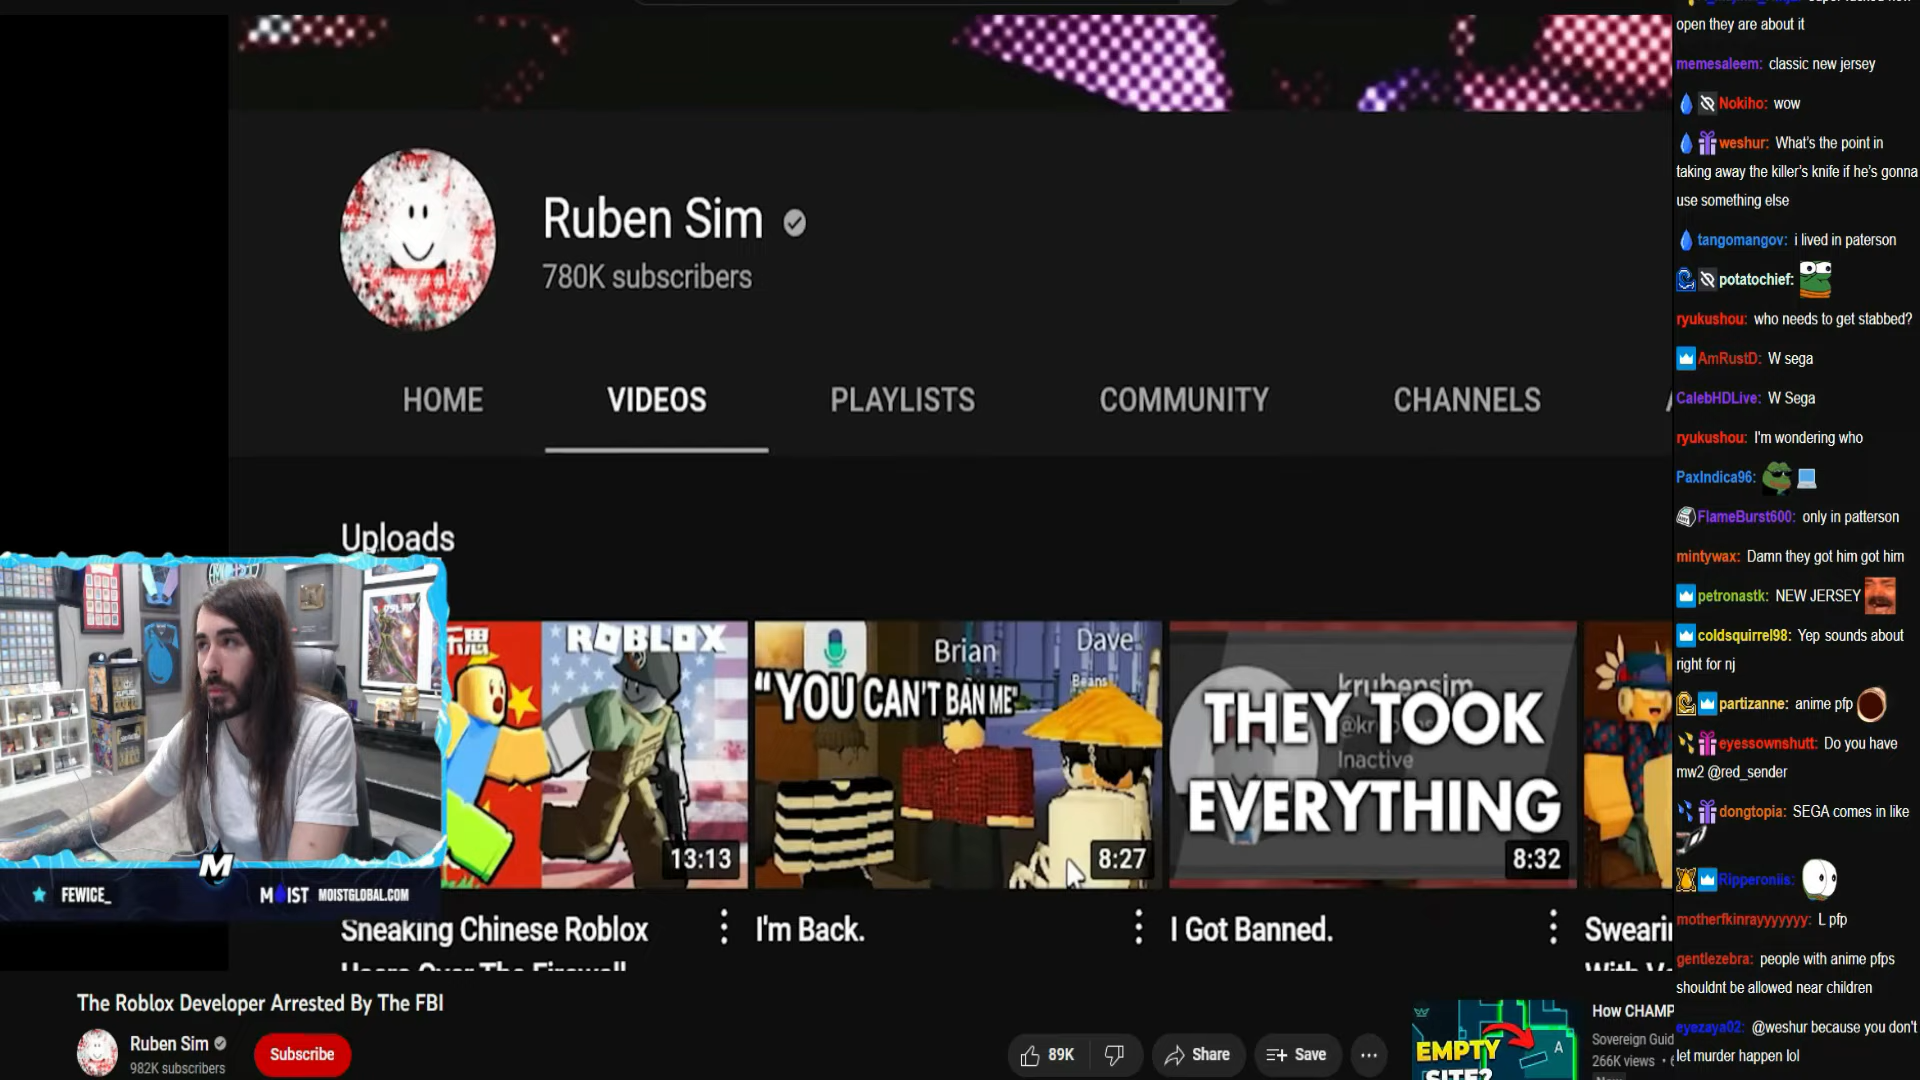 Ruben Sim
780K subscribers
HOME
VIDEOS
PLAYLISTS
COMMUNITY
CHANNELS
Uploads
ROBLOX
13:13
"YOU CAN'T BAN ME"
Brian
Dave
Beans
8:27
krubensim
Inactive
THEY TOOK
EVERYTHING
8:32
Sneaking Chinese Roblox
Users Over The Firewall
I'm Back.
I Got Banned.
FEWICE_
M
MOIST
MOISTGLOBAL.COM
The Roblox Developer Arrested By The FBI
Ruben Sim
982K subscribers
Subscribe
89K
Share
Save
EMPTY
SITE?
A
How CHAMP
Sovereign Guid
266K views
open they are about it
memesaleem: classic new jersey
Nokiho: wow
weshur: What's the point in
taking away the killer's knife if he's gonna
use something else
tangomangov: i lived in paterson
potatochief:
ryukushou: who needs to get stabbed?
AmRustD: W sega
CalebHDLive: W Sega
ryukushou: I'm wondering who
PaxIndica96:
FlameBurst600: only in patterson
mintywax: Damn they got him got him
petronastk: NEW JERSEY
coldsquirrel98: Yep sounds about
right for nj
partizanne: anime pfp
eyessownshutt: Do you have
mw2 @red_sender
dongtopia: SEGA comes in like
Ripperoniis:
motherfkinrayyyyyyy: L pfp
gentlezebra: people with anime pfps
shouldnt be allowed near children
eyezaya02: @weshur because you don't
let murder happen lol